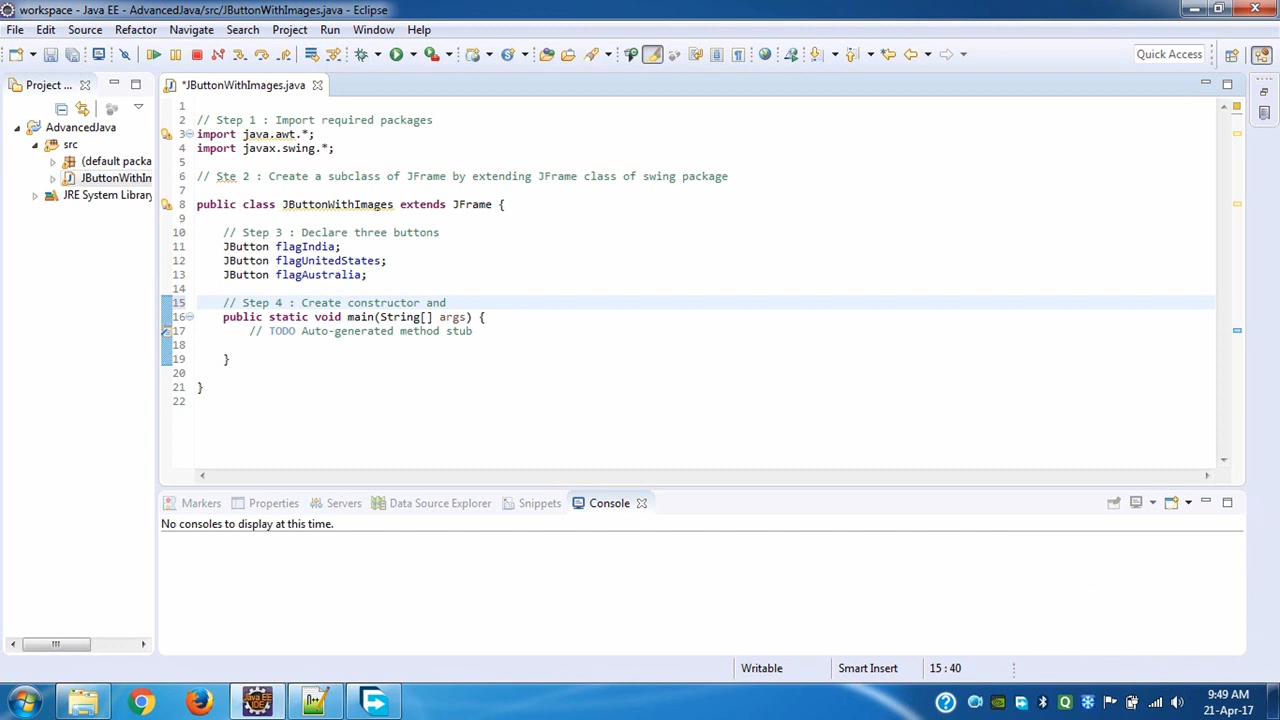 workspace - Java EE - AdvancedJava/src/JButtonWithImages.java - Eclipse
File Edit Source Refactor Navigate Search Project Run Window Help
Quick Access
Project ...
*JButtonWithImages.java
AdvancedJava
src
(default packa
JButtonWithIm
JRE System Library
1
2 // Step 1 : Import required packages
3 import java.awt.*;
4 import javax.swing.*;
5
6 // Ste 2 : Create a subclass of JFrame by extending JFrame class of swing package
7
8 public class JButtonWithImages extends JFrame {
9
10 // Step 3 : Declare three buttons
11 JButton flagIndia;
12 JButton flagUnitedStates;
13 JButton flagAustralia;
14
15 // Step 4 : Create constructor and
16 public static void main(String[] args) {
17 // TODO Auto-generated method stub
18
19 }
20
21 }
22
Markers Properties Servers Data Source Explorer Snippets Console
No consoles to display at this time.
Writable Smart Insert 15 : 40
Java EE
IDE
9:49 AM
21-Apr-17